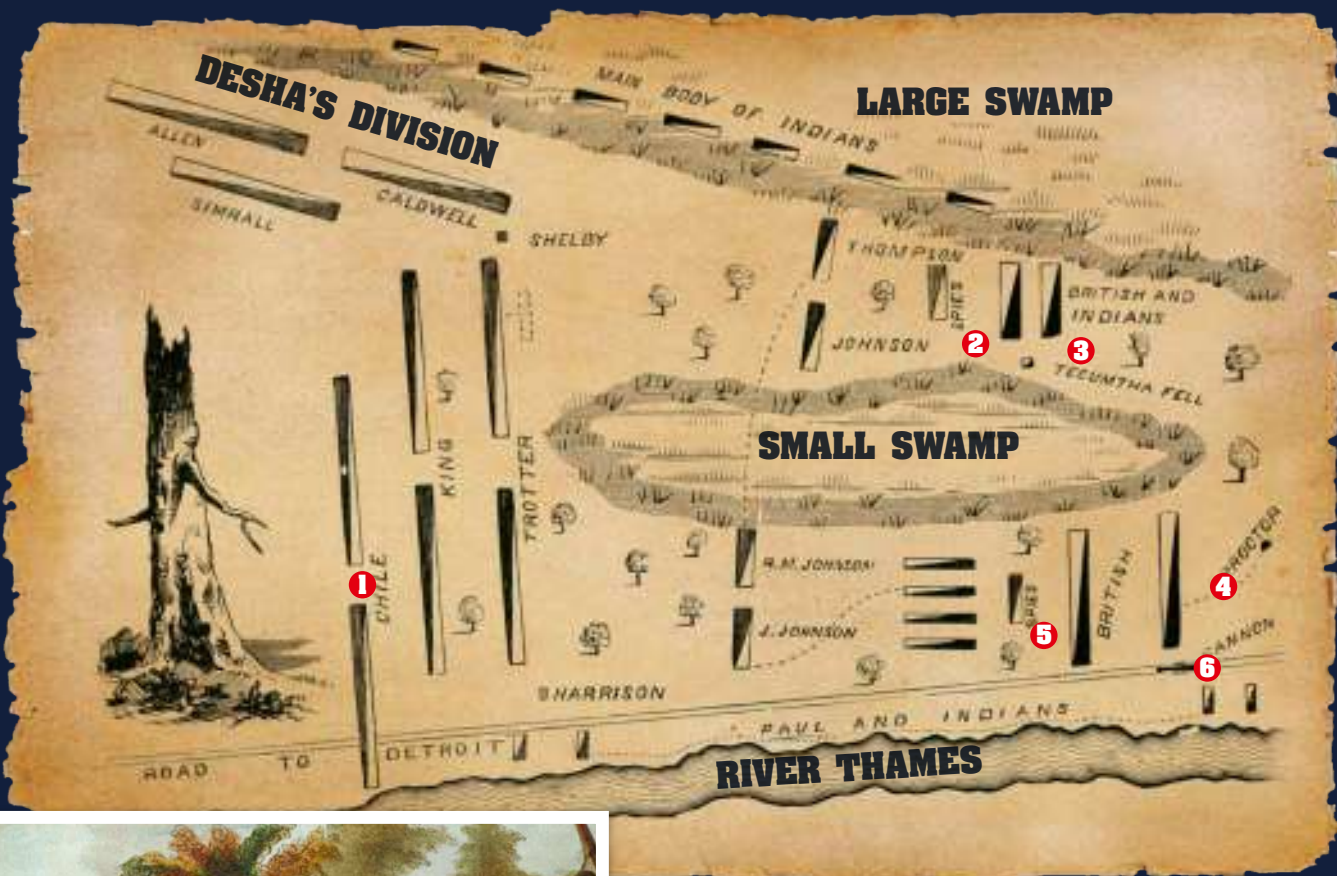 DESHA'S DIVISION
MAIN BODY OF INDIANS
LARGE SWAMP
ALLEN
SIMRALL
CALDWELL
SHELBY
THOMPSON
SPIES
BRITISH AND
INDIANS
JOHNSON
2
3
TECUMTHA FELL
KING
TROTTER
SMALL SWAMP
CHILE
1
R.M. JOHNSON
J. JOHNSON
SPIES
5
BRITISH
4
PROCTOR
CANNON
6
HARRISON
PAUL AND INDIANS
ROAD TO DETROIT
RIVER THAMES